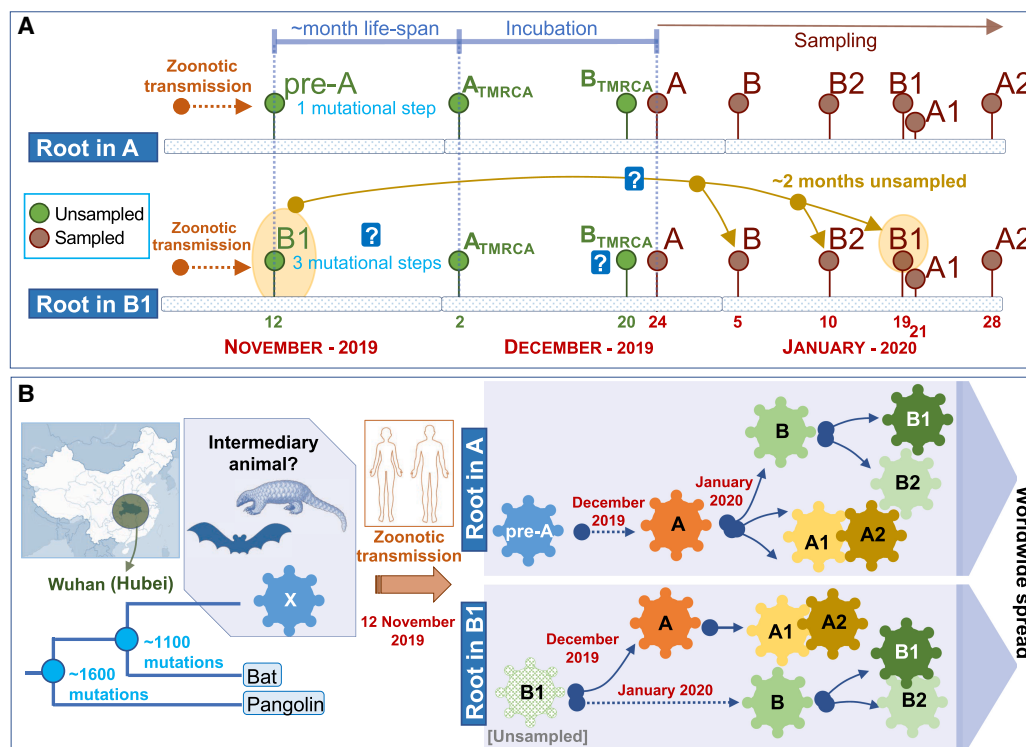 A
~month life-span
Incubation
Sampling
Zoonotic
transmission
pre-A
1 mutational step
A TMRCA
B TMRCA
A
B
B2
B1
A1
A2
Root in A
?
~2 months unsampled
Unsampled
Sampled
Zoonotic
transmission
B1
?
3 mutational steps
A TMRCA
B TMRCA
?
A
B
B2
B1
A1
A2
Root in B1
12
2
20
24
5
10
19
21
28
NOVEMBER - 2019
DECEMBER - 2019
JANUARY - 2020
B
Intermediary
animal?
X
Wuhan (Hubei)
~1100
mutations
~1600
mutations
Bat
Pangolin
Zoonotic
transmission
12 November
2019
Root in A
pre-A
December
2019
A
January
2020
B
B1
B2
A1
A2
Root in B1
B1
[Unsampled]
December
2019
A
A1
A2
January 2020
B
B1
B2
Worldwide spread